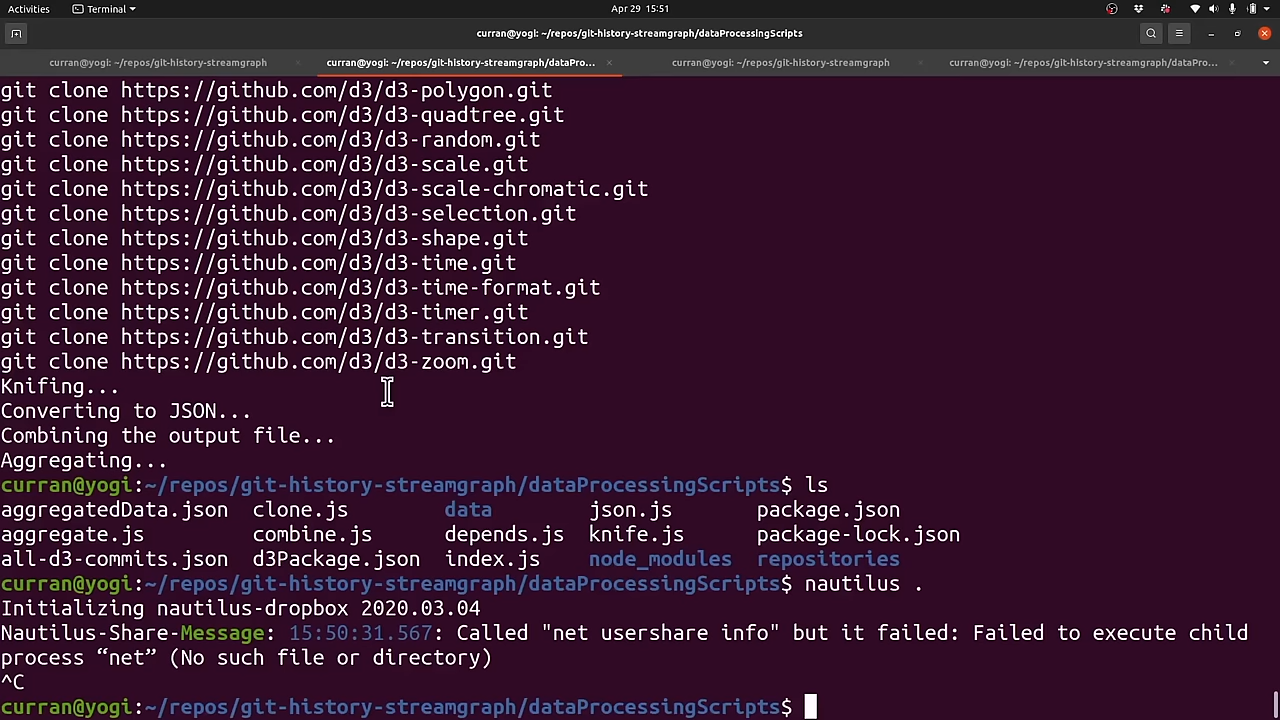 Activities Terminal Apr 29 15:51
curran@yogi: ~/repos/git-history-streamgraph/dataProcessingScripts
curran@yogi: ~/repos/git-history-streamgraph curran@yogi: ~/repos/git-history-streamgraph/dataPro... curran@yogi: ~/repos/git-history-streamgraph curran@yogi: ~/repos/git-history-streamgraph/dataPro...
git clone https://github.com/d3/d3-polygon.git
git clone https://github.com/d3/d3-quadtree.git
git clone https://github.com/d3/d3-random.git
git clone https://github.com/d3/d3-scale.git
git clone https://github.com/d3/d3-scale-chromatic.git
git clone https://github.com/d3/d3-selection.git
git clone https://github.com/d3/d3-shape.git
git clone https://github.com/d3/d3-time.git
git clone https://github.com/d3/d3-time-format.git
git clone https://github.com/d3/d3-timer.git
git clone https://github.com/d3/d3-transition.git
git clone https://github.com/d3/d3-zoom.git
Knifing...
Converting to JSON...
Combining the output file...
Aggregating...
curran@yogi:~/repos/git-history-streamgraph/dataProcessingScripts$ ls
aggregatedData.json clone.js data json.js package.json
aggregate.js combine.js depends.js knife.js package-lock.json
all-d3-commits.json d3Package.json index.js node_modules repositories
curran@yogi:~/repos/git-history-streamgraph/dataProcessingScripts$ nautilus .
Initializing nautilus-dropbox 2020.03.04
Nautilus-Share-Message: 15:50:31.567: Called "net usershare info" but it failed: Failed to execute child
process “net” (No such file or directory)
^C
curran@yogi:~/repos/git-history-streamgraph/dataProcessingScripts$